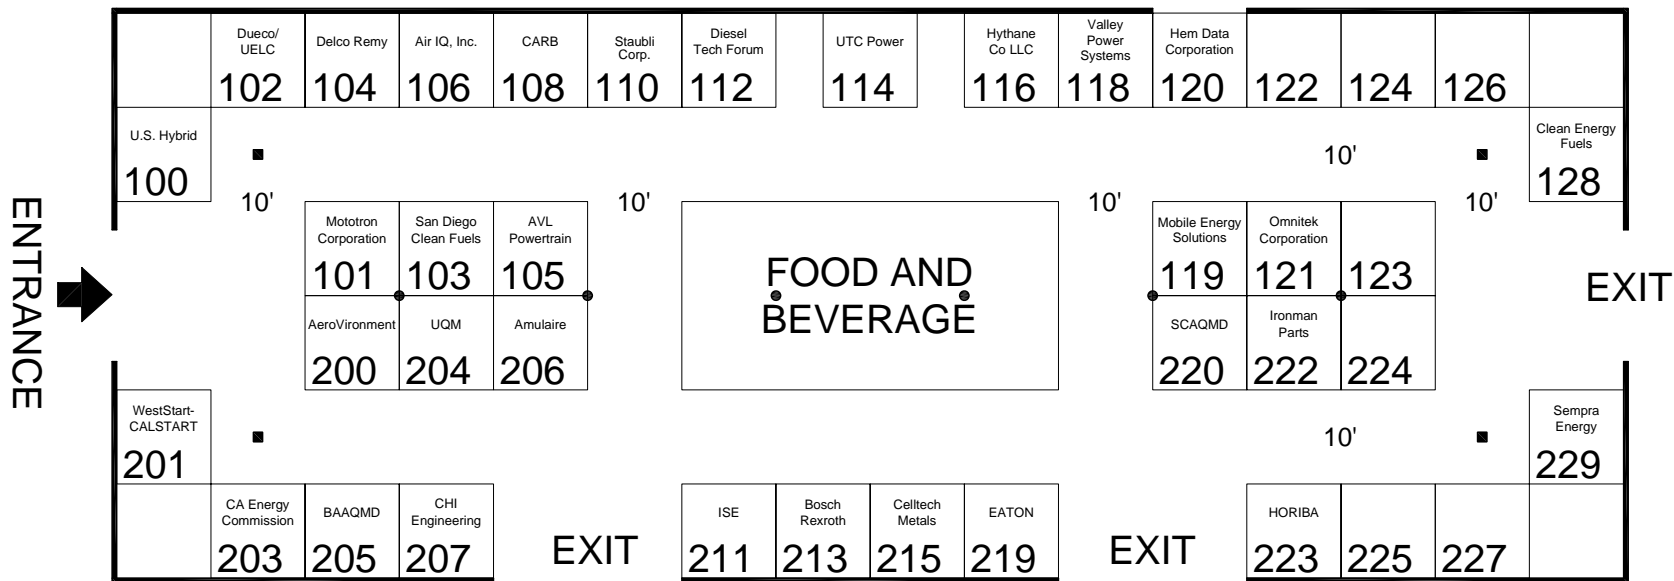 Dueco/
UELC
102
Delco Remy
104
Air IQ, Inc.
106
CARB
108
Staubli
Corp.
110
Diesel
Tech Forum
112
UTC Power
114
Hythane
Co LLC
116
Valley
Power
Systems
118
Hem Data
Corporation
120
122
124
126
U.S. Hybrid
100
Clean Energy
Fuels
128
10'
10'
10'
10'
10'
ENTRANCE
Mototron
Corporation
101
San Diego
Clean Fuels
103
AVL
Powertrain
105
FOOD AND
BEVERAGE
Mobile Energy
Solutions
119
Omnitek
Corporation
121
123
EXIT
AeroVironment
200
UQM
204
Amulaire
206
SCAQMD
220
Ironman
Parts
222
224
WestStart-
CALSTART
201
10'
Sempra
Energy
229
CA Energy
Commission
203
BAAQMD
205
CHI
Engineering
207
EXIT
ISE
211
Bosch
Rexroth
213
Celltech
Metals
215
EATON
219
EXIT
HORIBA
223
225
227